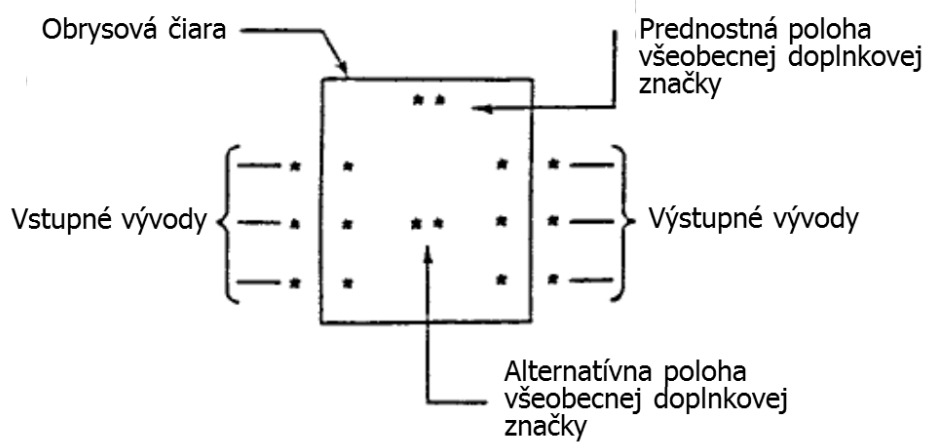 Obrysová čiara
Prednostná poloha
všeobecnej doplnkovej
značky
**
* * * *
Vstupné vývody
* * ** * *
Výstupné vývody
* * * *
Alternatívna poloha
všeobecnej doplnkovej
značky